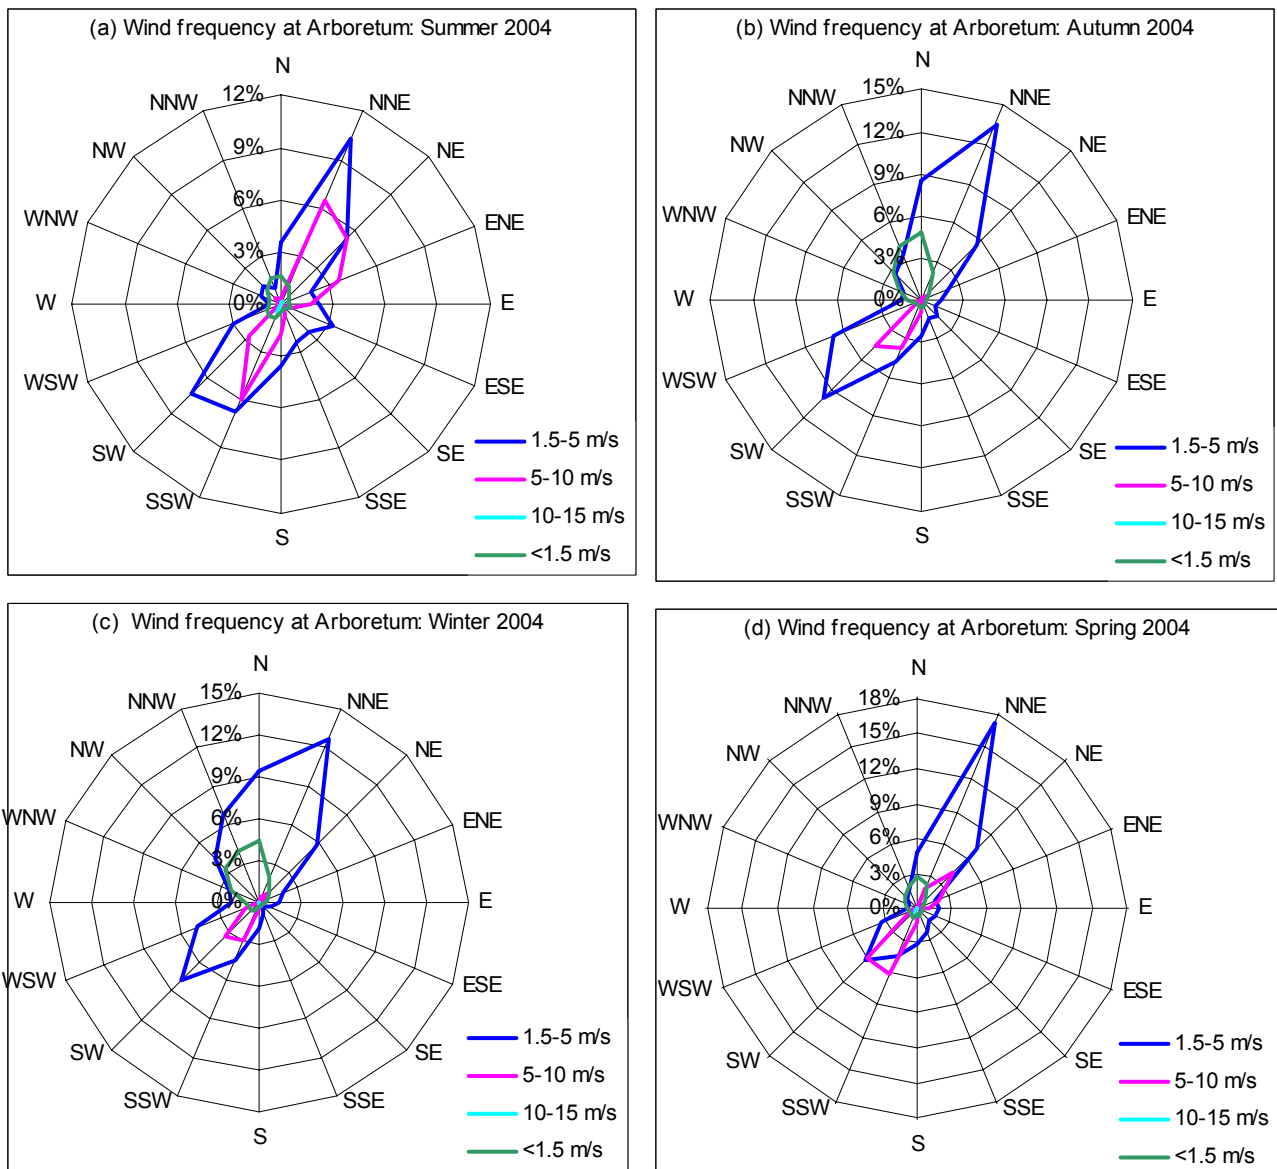 (a) Wind frequency at Arboretum: Summer 2004
N
NNE
NE
ENE
E
ESE
SE
SSE
S
SSW
SW
WSW
W
WNW
NW
NNW
12%
9%
6%
3%
0%
1.5-5 m/s
5-10 m/s
10-15 m/s
<1.5 m/s
(b) Wind frequency at Arboretum: Autumn 2004
N
NNE
NE
ENE
E
ESE
SE
SSE
S
SSW
SW
WSW
W
WNW
NW
NNW
15%
12%
9%
6%
3%
0%
1.5-5 m/s
5-10 m/s
10-15 m/s
<1.5 m/s
(c) Wind frequency at Arboretum: Winter 2004
N
NNE
NE
ENE
E
ESE
SE
SSE
S
SSW
SW
WSW
W
WNW
NW
NNW
15%
12%
9%
6%
3%
0%
1.5-5 m/s
5-10 m/s
10-15 m/s
<1.5 m/s
(d) Wind frequency at Arboretum: Spring 2004
N
NNE
NE
ENE
E
ESE
SE
SSE
S
SSW
SW
WSW
W
WNW
NW
NNW
18%
15%
12%
9%
6%
3%
0%
1.5-5 m/s
5-10 m/s
10-15 m/s
<1.5 m/s